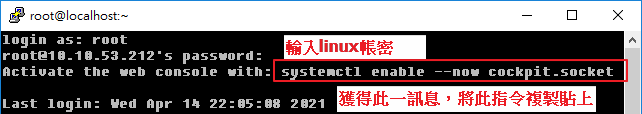 root@localhost:~
login as: root
root@10.10.53.212's password:
輸入linux帳密
Activate the web console with: systemctl enable --now cockpit.socket
獲得此一訊息，將此指令複製貼上
Last login: Wed Apr 14 22:05:08 2021